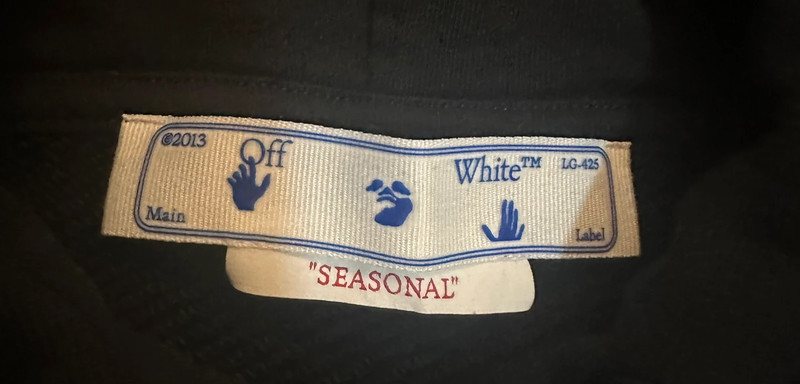 ©2013
Off
White™
LG-425
Main
Label
"SEASONAL"